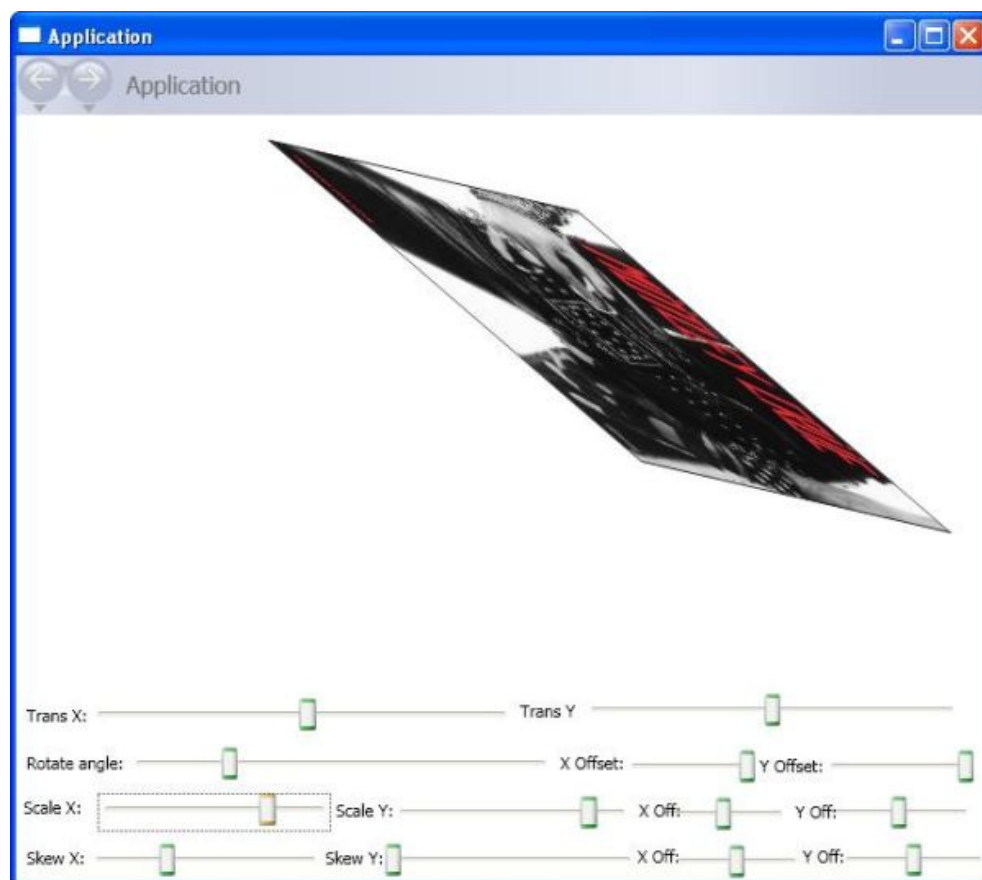 Application
Application
Trans X: Trans Y
Rotate angle: X Offset: Y Offset:
Scale X: Scale Y: X Off: Y Off:
Skew X: Skew Y: X Off: Y Off: